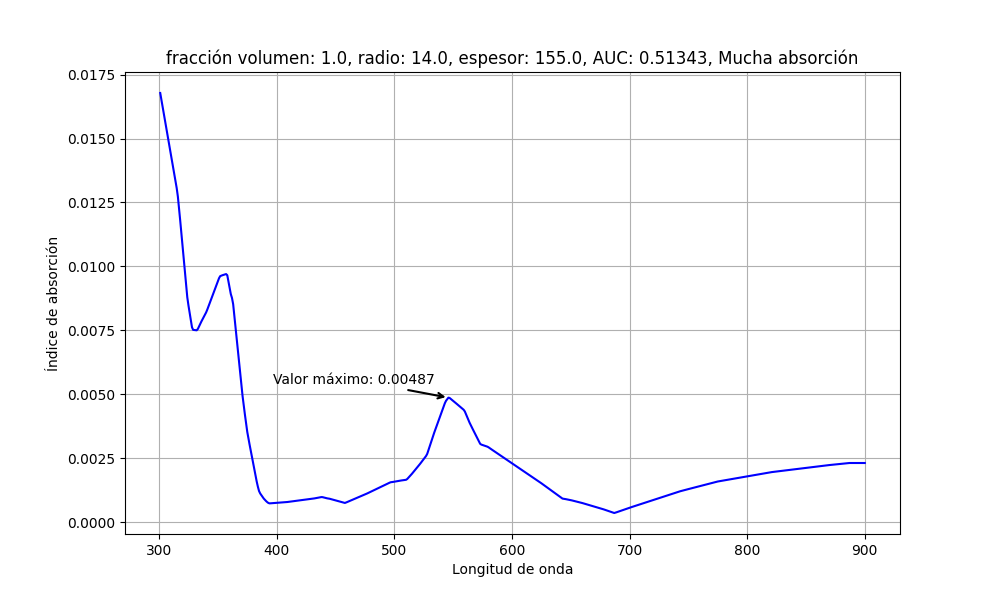 fracción volumen: 1.0, radio: 14.0, espesor: 155.0, AUC: 0.51343, Mucha absorción
0.0175
0.0150
0.0125
0.0100
0.0075
0.0050
0.0025
0.0000
Índice de absorción
Valor máximo: 0.00487
300 400 500 600 700 800 900
Longitud de onda